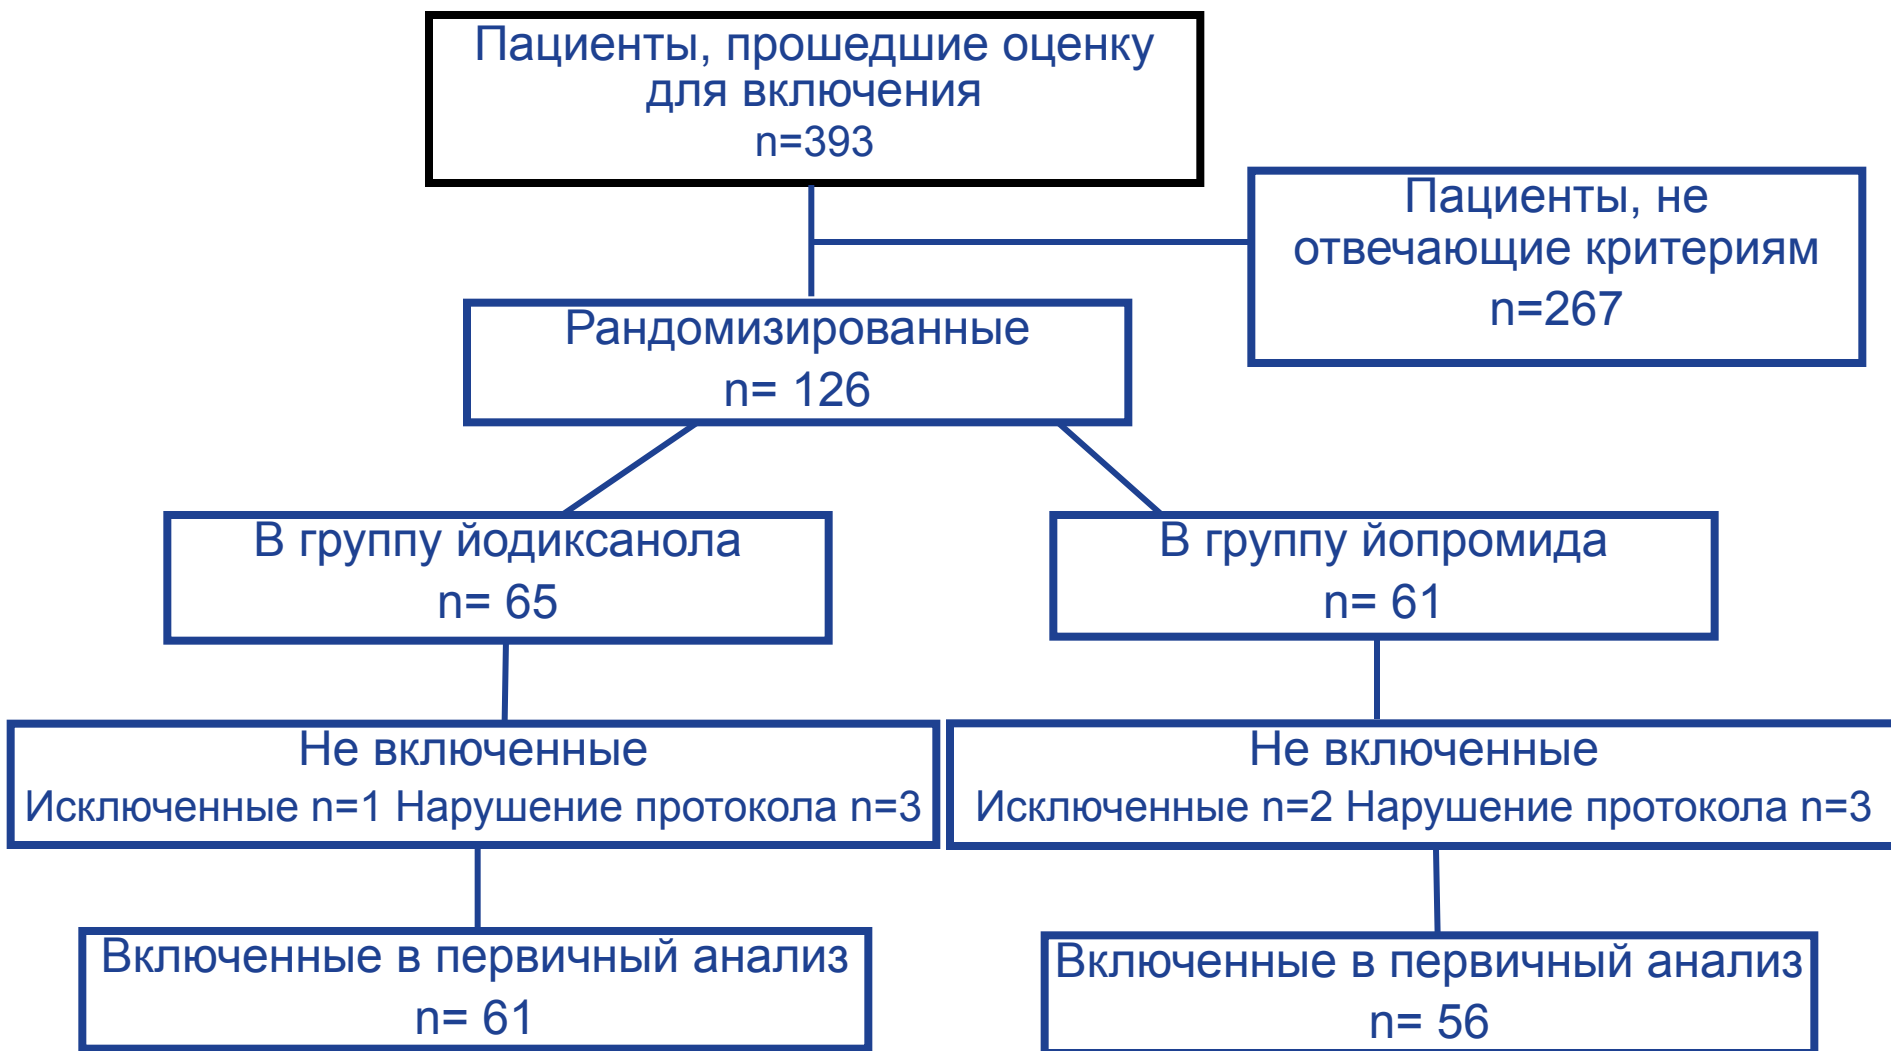 Пациенты, прошедшие оценку
для включения
n=393
Пациенты, не
отвечающие критериям
n=267
Рандомизированные
n= 126
В группу йодиксанола
n= 65
В группу йопромида
n= 61
Не включенные
Исключенные n=1 Нарушение протокола n=3
Не включенные
Исключенные n=2 Нарушение протокола n=3
Включенные в первичный анализ
n= 61
Включенные в первичный анализ
n= 56